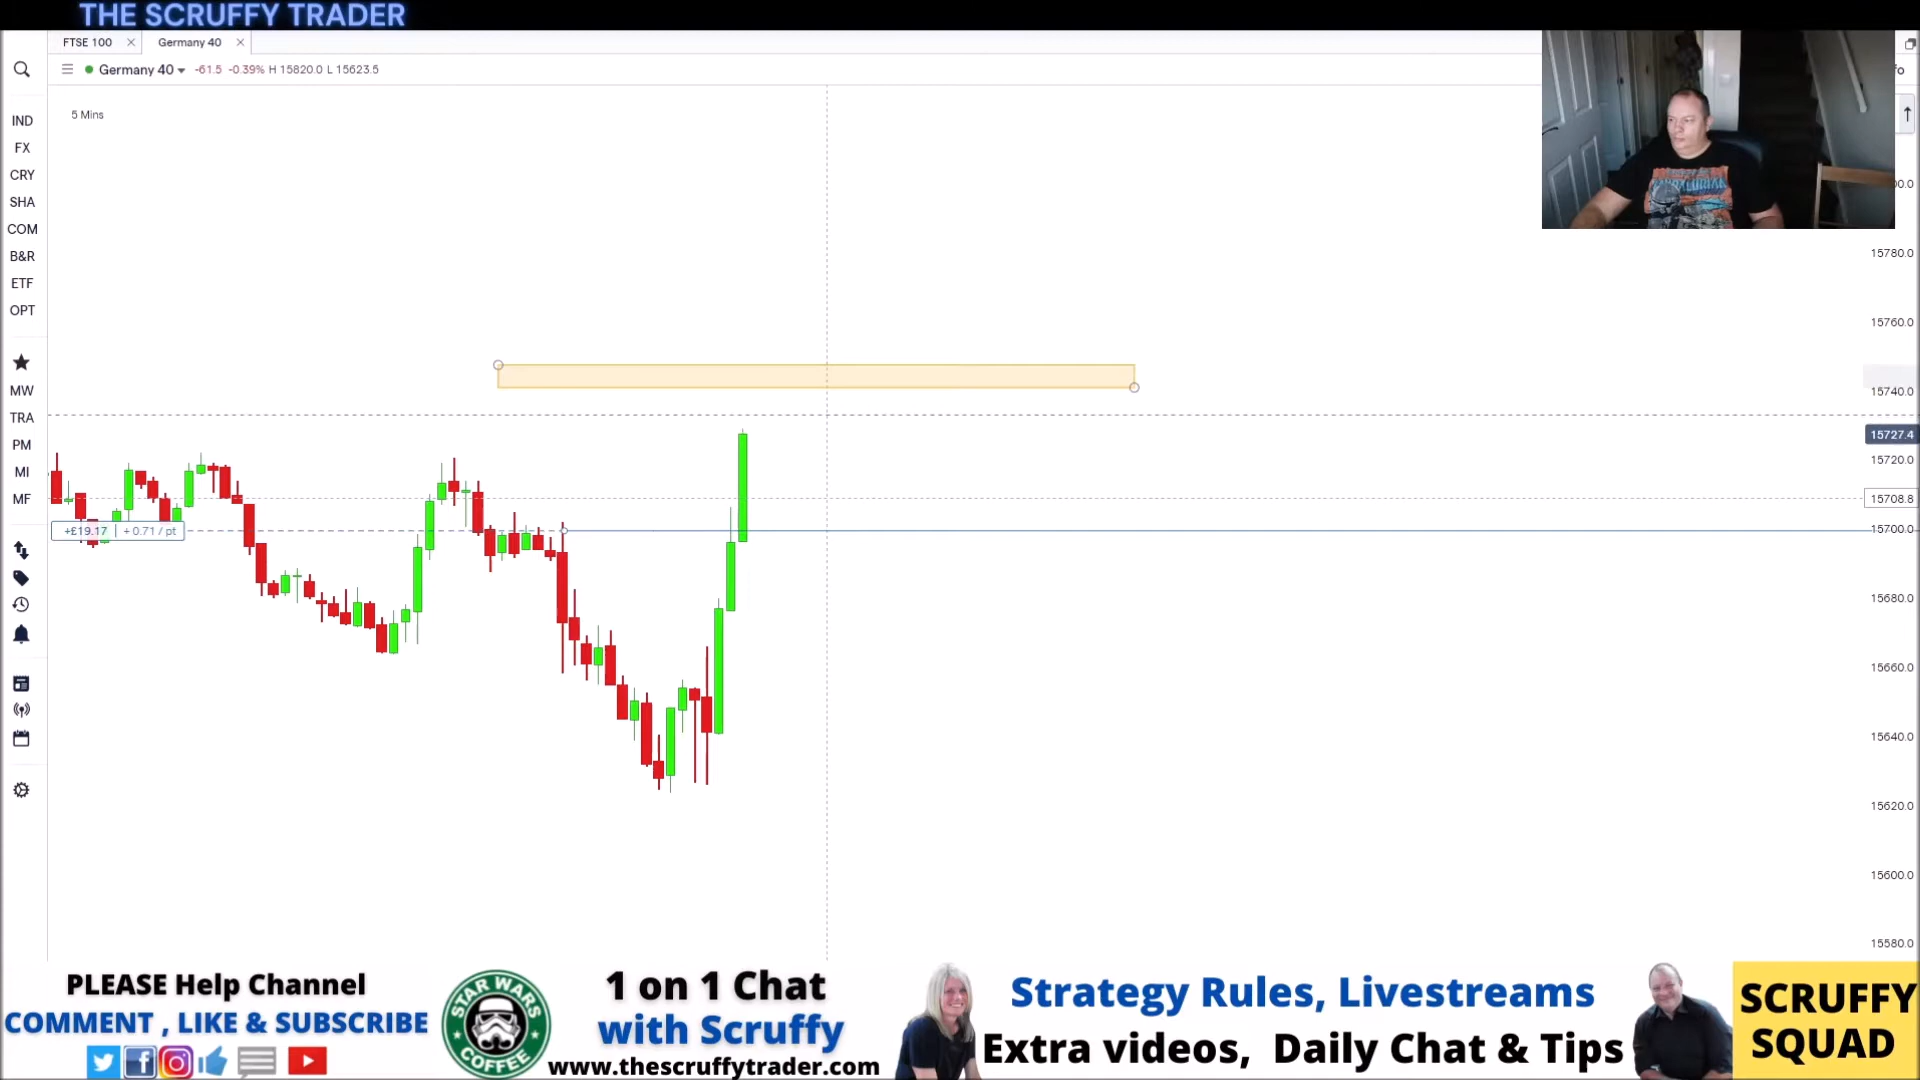 THE SCRUFFY TRADER
FTSE 100
Germany 40
Germany 40 -61.5 -0.39% H 15820.0 L 15623.5
5 Mins
IND
FX
CRY
SHA
COM
B&R
ETF
OPT
MW
TRA
PM
MI
MF
15780.0
15760.0
15740.0
15727.4
15720.0
15708.8
15700.0
15680.0
15660.0
15640.0
15620.0
15600.0
15580.0
+£19.17 | +0.71 / pt
PLEASE Help Channel
COMMENT , LIKE & SUBSCRIBE
STAR WARS
COFFEE
1 on 1 Chat
with Scruffy
www.thescruffytrader.com
Strategy Rules, Livestreams
Extra videos, Daily Chat & Tips
SCRUFFY
SQUAD